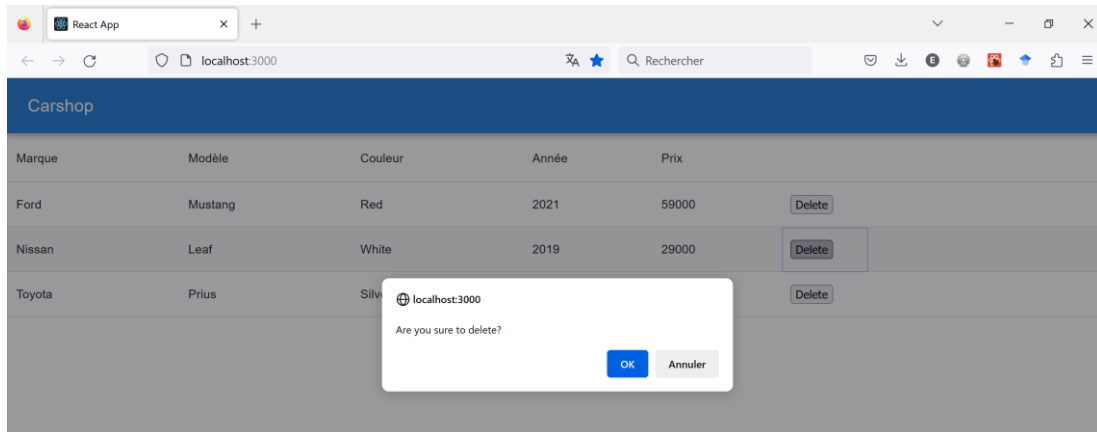 React App
localhost:3000
Rechercher
Carshop
Marque Modèle Couleur Année Prix
Ford Mustang Red 2021 59000 Delete
Nissan Leaf White 2019 29000 Delete
Toyota Prius Delete
localhost:3000
Are you sure to delete?
OK Annuler